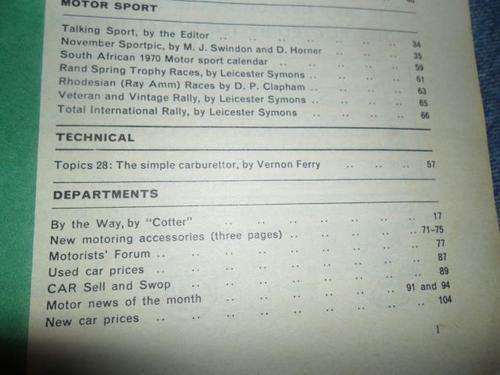 MOTOR SPORT
Talking Sport, by the Editor .. .. .. .. .. 34
November Sportpic, by M. J. Swindon and D. Horner .. .. .. 35
South African 1970 Motor sport calendar .. .. .. .. 59
Rand Spring Trophy Races, by Leicester Symons .. .. .. .. 61
Rhodesian (Ray Amm) Races by D. P. Clapham .. .. .. .. 63
Veteran and Vintage Rally, by Leicester Symons .. .. .. .. 65
Total International Rally, by Leicester Symons .. .. .. .. 66
TECHNICAL
Topics 28: The simple carburettor, by Vernon Ferry .. .. .. 57
DEPARTMENTS
By the Way, by "Cotter" .. .. .. .. .. .. 17
New motoring accessories (three pages) .. .. .. .. .. 71-75
Motorists' Forum .. .. .. .. .. .. .. 77
Used car prices .. .. .. .. .. .. .. 87
CAR Sell and Swop .. .. .. .. .. .. .. 89
Motor news of the month .. .. .. .. .. 91 and 94
New car prices .. .. .. .. .. .. .. 104
1